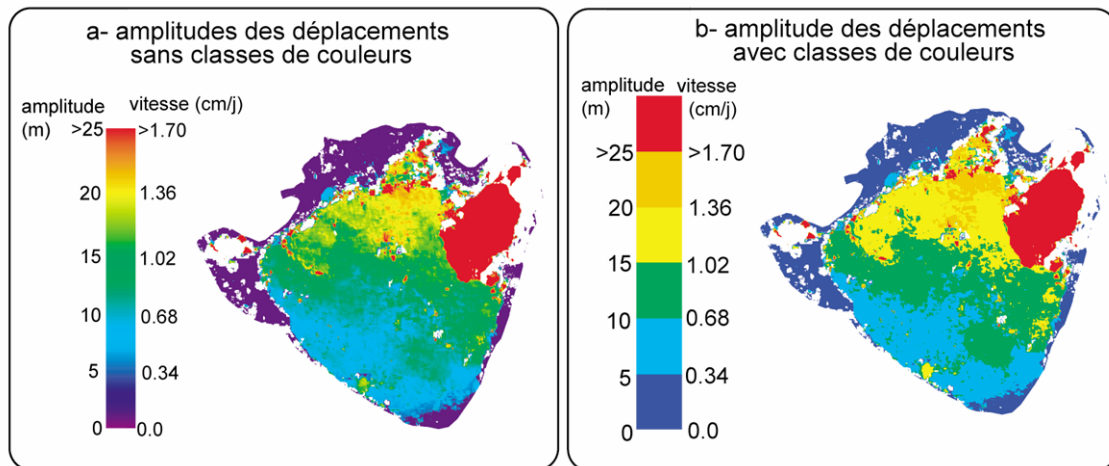 a- amplitudes des déplacements
sans classes de couleurs
amplitude
(m)
vitesse (cm/j)
>25 >1.70
20 1.36
15 1.02
10 0.68
5 0.34
0 0.0
b- amplitude des déplacements
avec classes de couleurs
amplitude
(m)
vitesse
(cm/j)
>25 >1.70
20 1.36
15 1.02
10 0.68
5 0.34
0 0.0